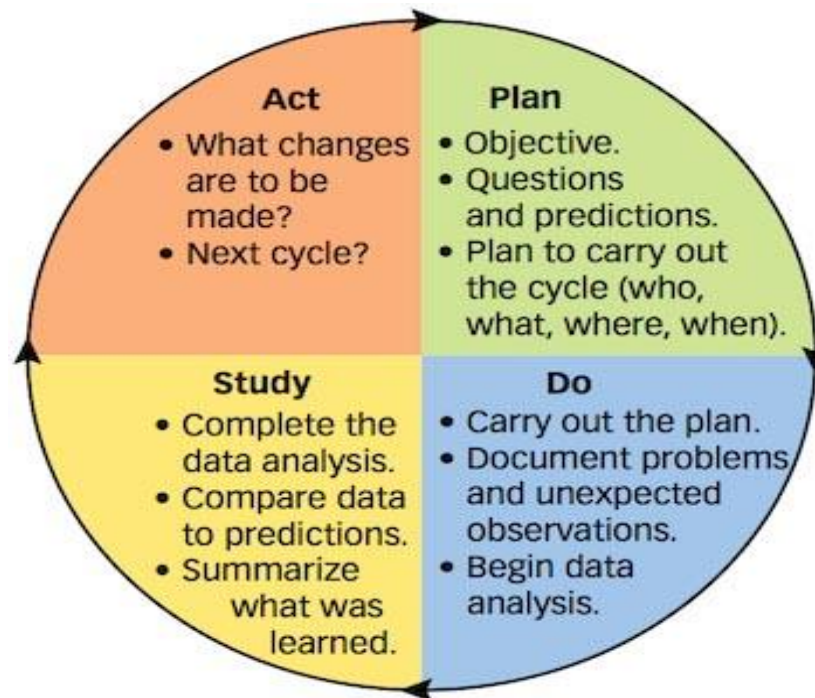 Act
• What changes
are to be
made?
• Next cycle?
Plan
• Objective.
• Questions
and predictions.
• Plan to carry out
the cycle (who,
what, where, when).
Study
• Complete the
data analysis.
• Compare data
to predictions.
• Summarize
what was
learned.
Do
• Carry out the plan.
• Document problems
and unexpected
observations.
• Begin data
analysis.